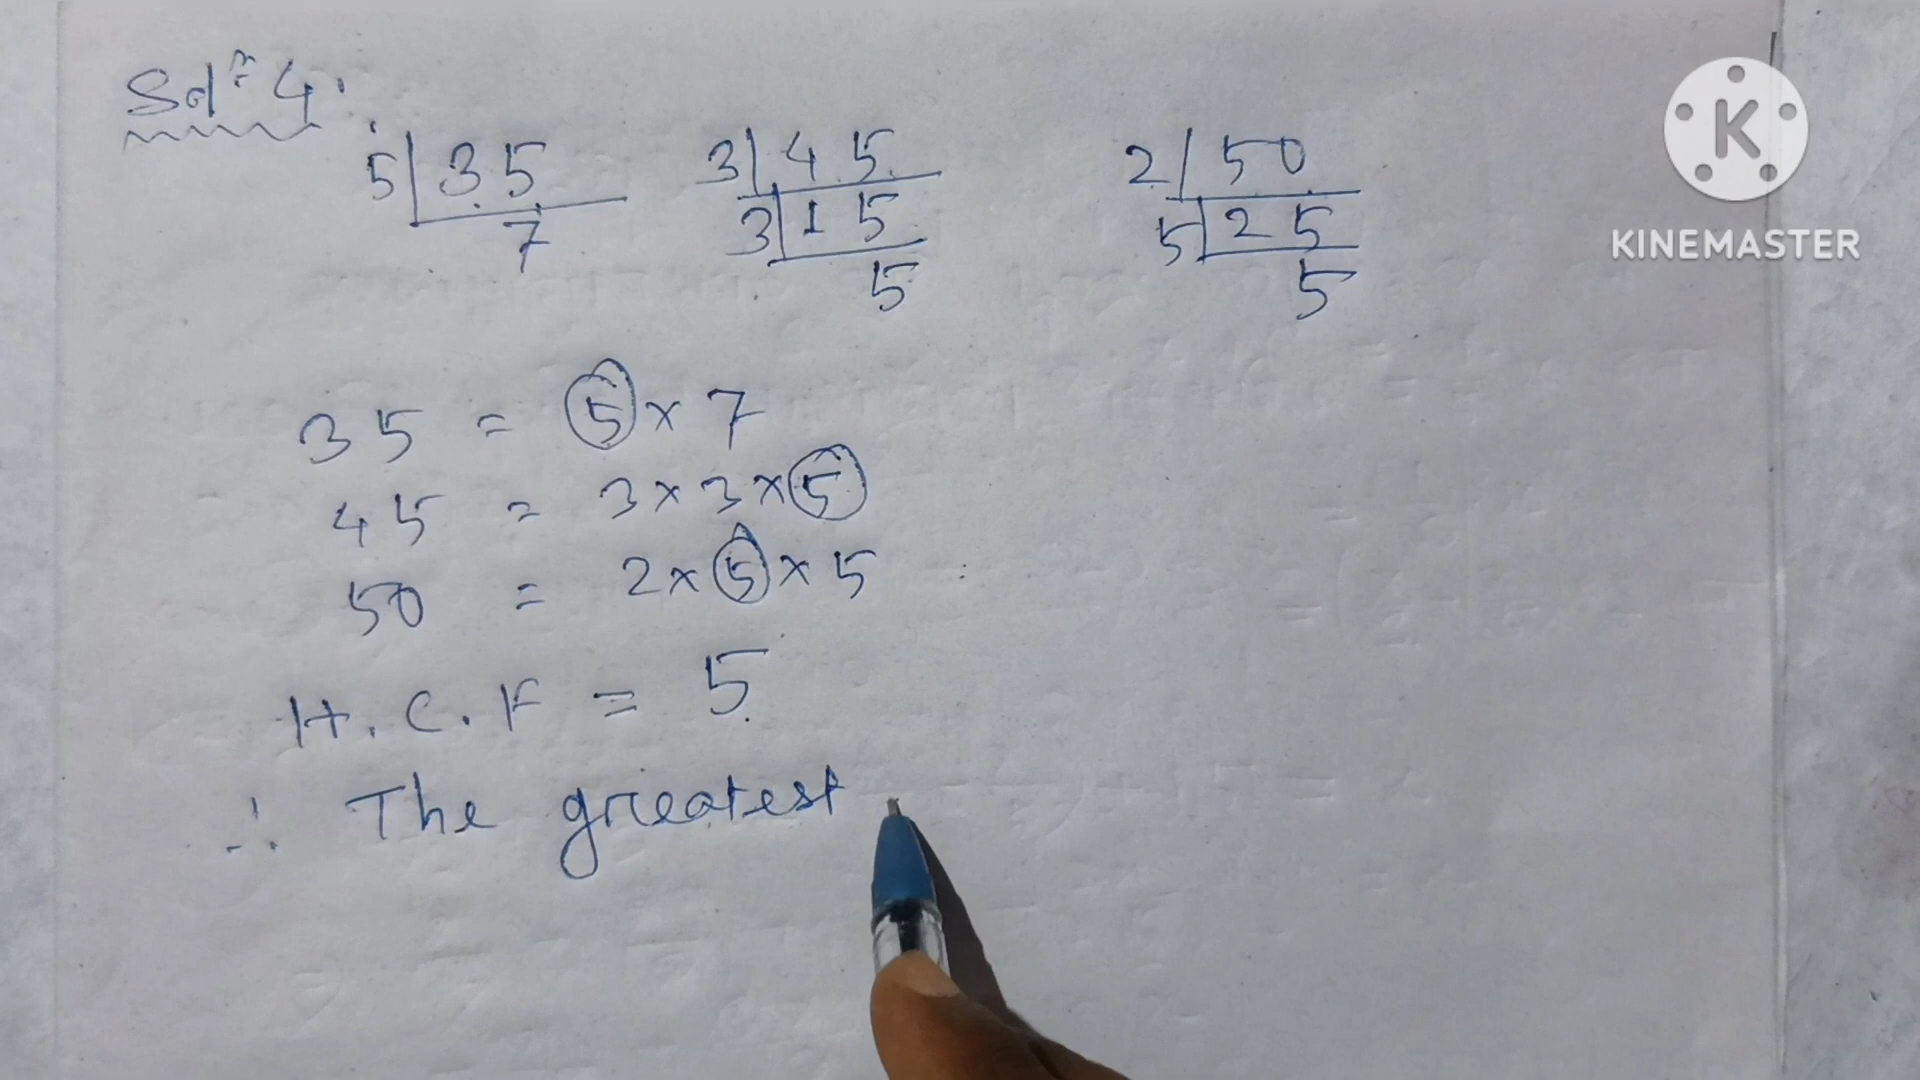 Solⁿ 4.
5 | 35    3 | 45    2 | 50
7    3 | 15    5 | 25
5    5
35 = 5 × 7
45 = 3 × 3 × 5
50 = 2 × 5 × 5
H.C.F = 5
∴ The greatest
K
KINEMASTER